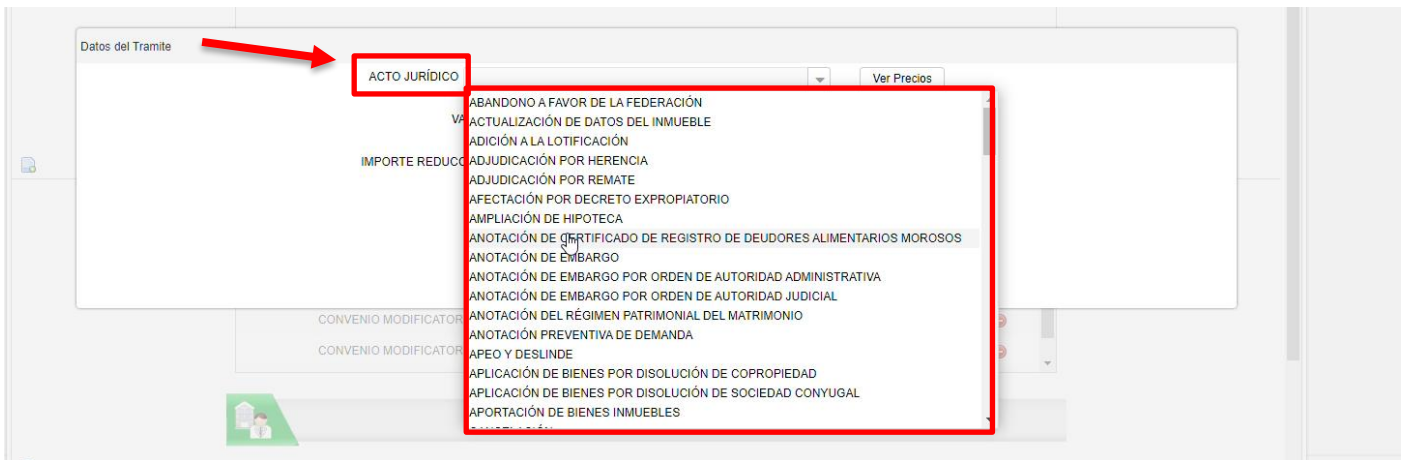 Datos del Tramite
ACTO JURÍDICO
Ver Precios
VA
IMPORTE REDUCC
ABANDONO A FAVOR DE LA FEDERACIÓN
ACTUALIZACIÓN DE DATOS DEL INMUEBLE
ADICIÓN A LA LOTIFICACIÓN
ADJUDICACIÓN POR HERENCIA
ADJUDICACIÓN POR REMATE
AFECTACIÓN POR DECRETO EXPROPIATORIO
AMPLIACIÓN DE HIPOTECA
ANOTACIÓN DE CERTIFICADO DE REGISTRO DE DEUDORES ALIMENTARIOS MOROSOS
ANOTACIÓN DE EMBARGO
ANOTACIÓN DE EMBARGO POR ORDEN DE AUTORIDAD ADMINISTRATIVA
ANOTACIÓN DE EMBARGO POR ORDEN DE AUTORIDAD JUDICIAL
ANOTACIÓN DEL RÉGIMEN PATRIMONIAL DEL MATRIMONIO
ANOTACIÓN PREVENTIVA DE DEMANDA
APEO Y DESLINDE
APLICACIÓN DE BIENES POR DISOLUCIÓN DE COPROPIEDAD
APLICACIÓN DE BIENES POR DISOLUCIÓN DE SOCIEDAD CONYUGAL
APORTACIÓN DE BIENES INMUEBLES
CONVENIO MODIFICATOR
CONVENIO MODIFICATOR